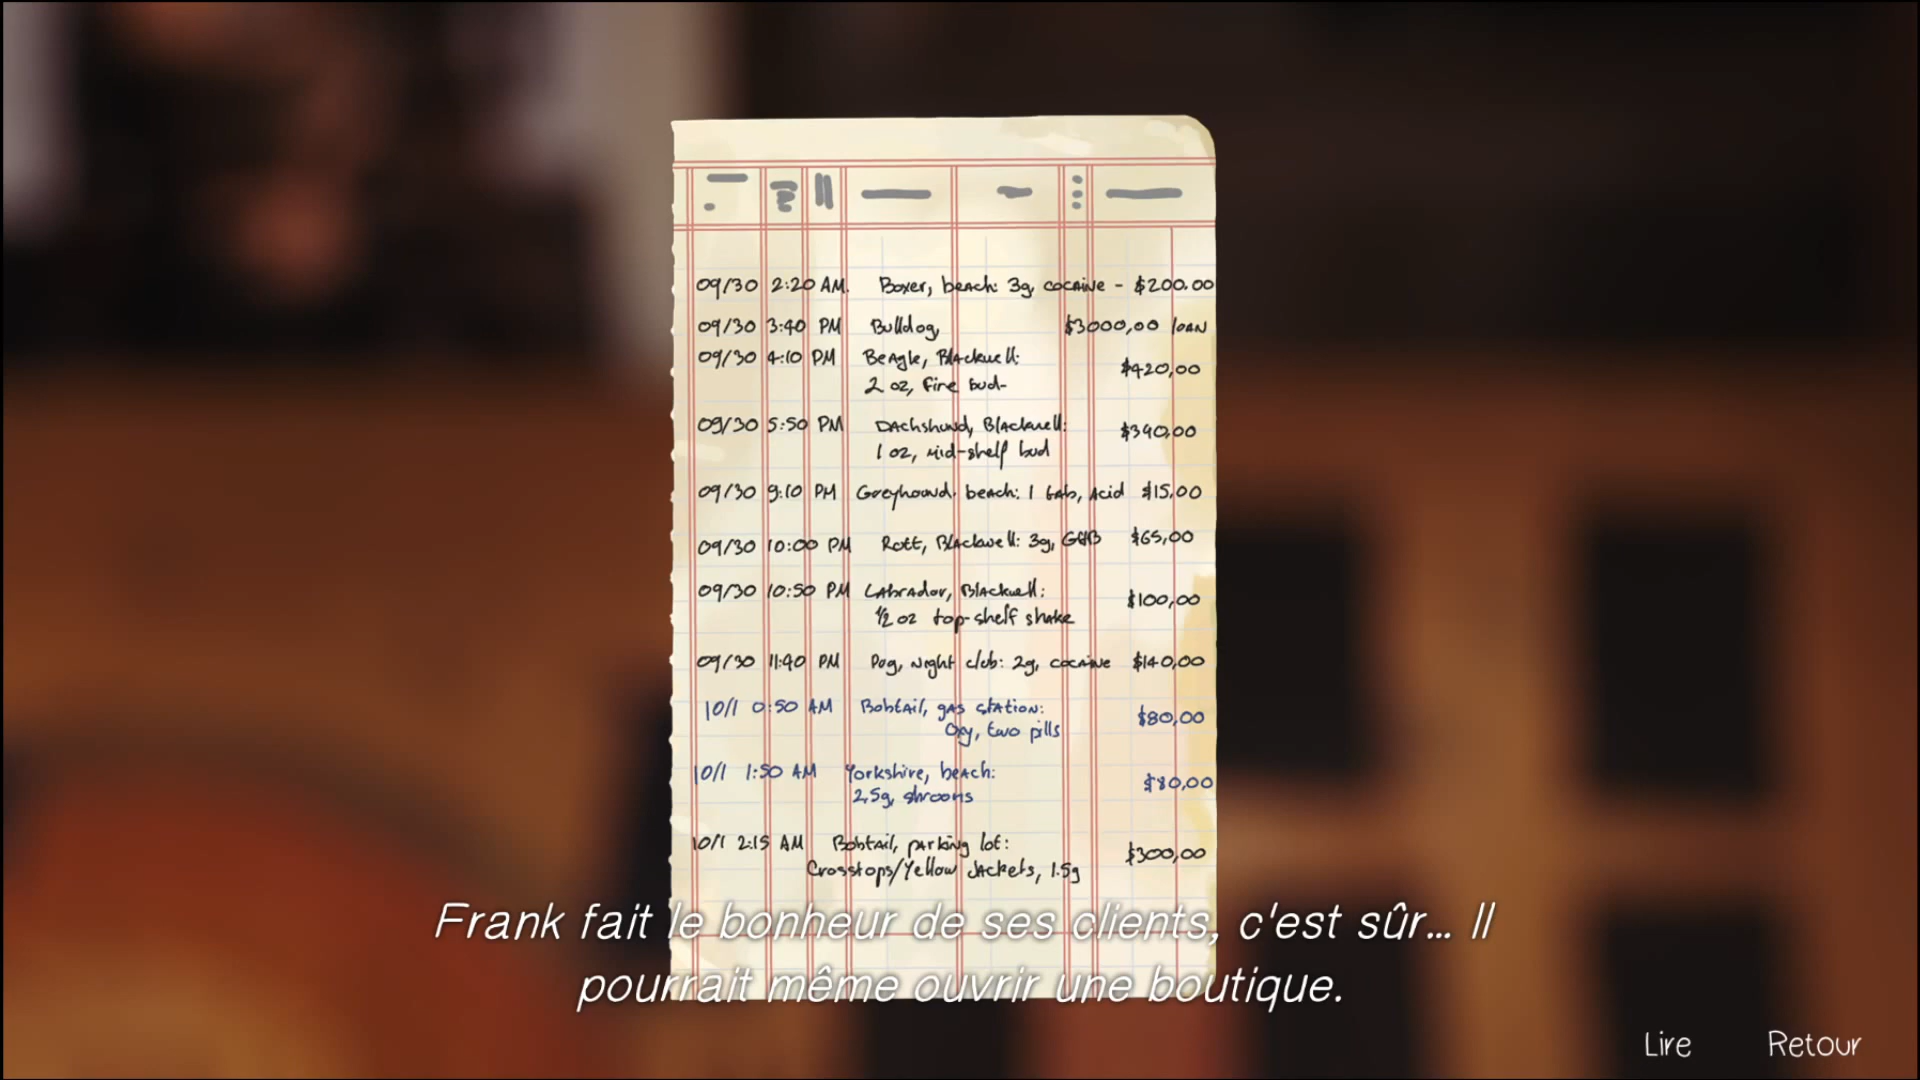 09/30 2:20 AM. Boxer, beach: 3g, cocaine - $200.00
09/30 3:40 PM Bulldog, $3000,00 loan
09/30 4:10 PM Beagle, Blackwell:
2 oz, fire bud- $420,00
09/30 5:50 PM Dachshund, Blackwell: $340,00
1 oz, mid-shelf bud
09/30 9:10 PM Greyhound, beach: 1 tab, acid $15,00
09/30 10:00 PM Rott, Blackwell: 3g, GHB $65,00
09/30 10:50 PM Labrador, Blackwell: $100,00
1/2 oz top-shelf shake
09/30 11:40 PM Pog, night club: 2g, cocaine $140,00
10/1 0:50 AM Bobtail, gas station: $80,00
Oxy, two pills
10/1 1:50 AM Yorkshire, beach: $80,00
2,5g, shrooms
10/1 2:15 AM Bobtail, parking lot: $300,00
Crosstops/Yellow Jackets, 1.5g
Frank fait le bonheur de ses clients, c'est sûr... Il
pourrait même ouvrir une boutique.
Lire Retour